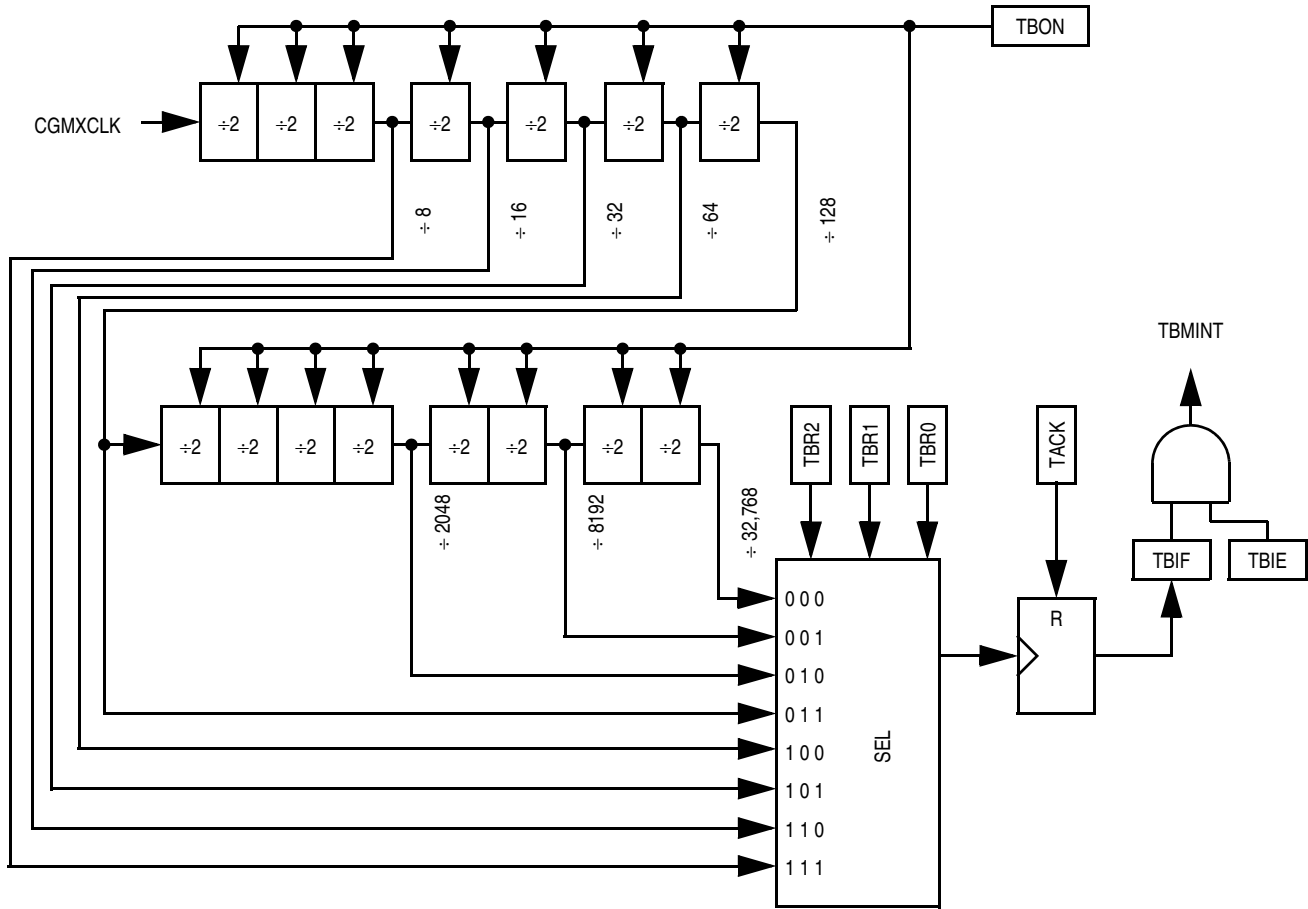 TBON
CGMXCLK
÷2
÷2
÷2
÷2
÷2
÷2
÷2
÷ 8
÷ 16
÷ 32
÷ 64
÷ 128
TBMINT
÷2
÷2
÷2
÷2
÷2
÷2
÷2
÷2
TBR2
TBR1
TBR0
TACK
÷ 2048
÷ 8192
÷ 32,768
TBIF
TBIE
0 0 0
0 0 1
0 1 0
0 1 1
1 0 0
1 0 1
1 1 0
1 1 1
SEL
R